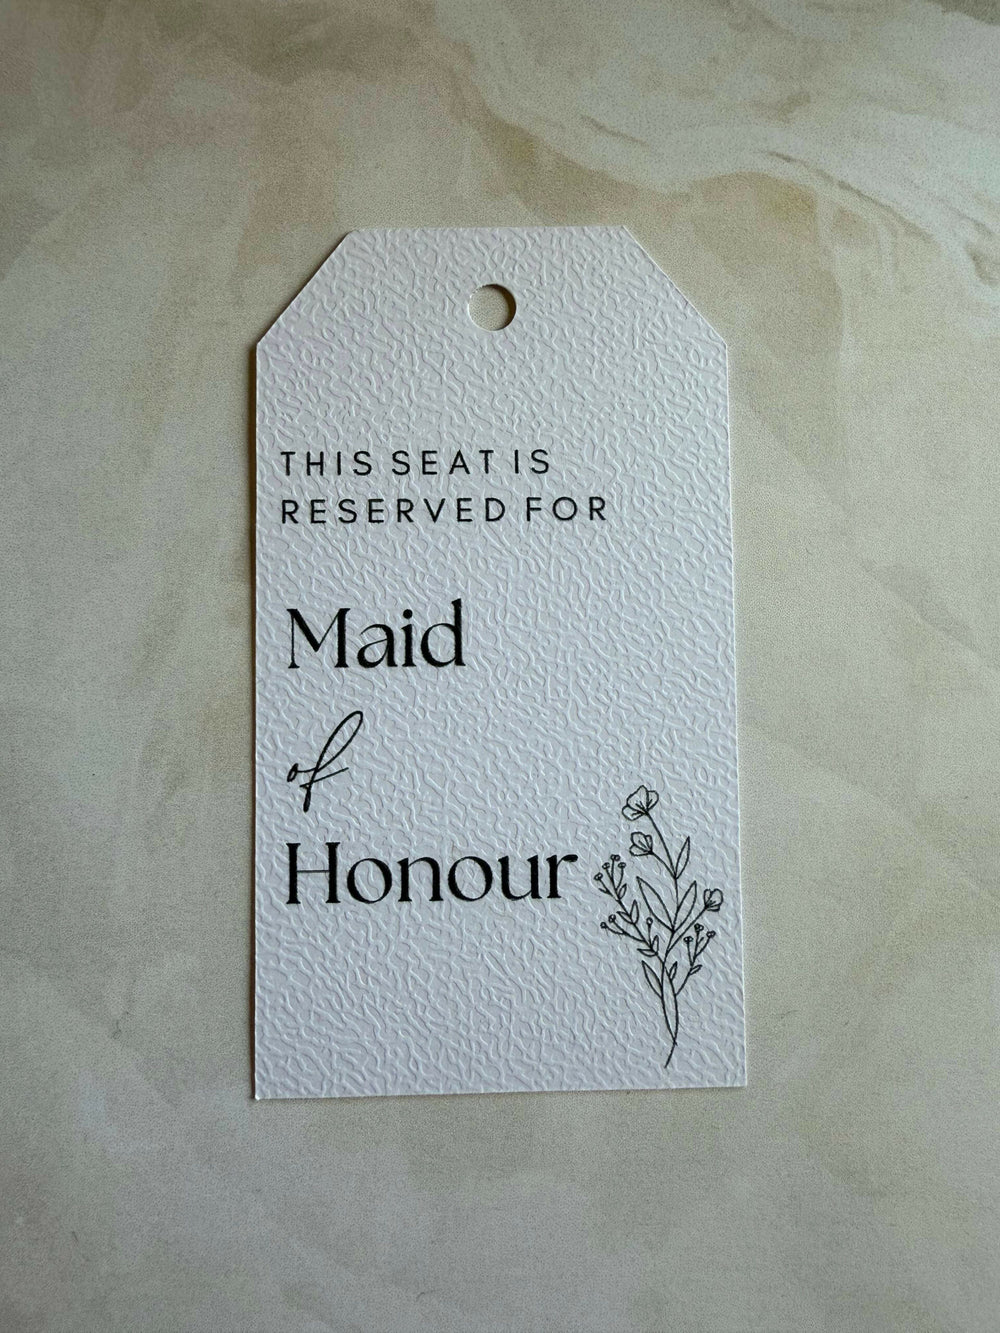 THIS SEAT IS
RESERVED FOR
Maid
of
Honour